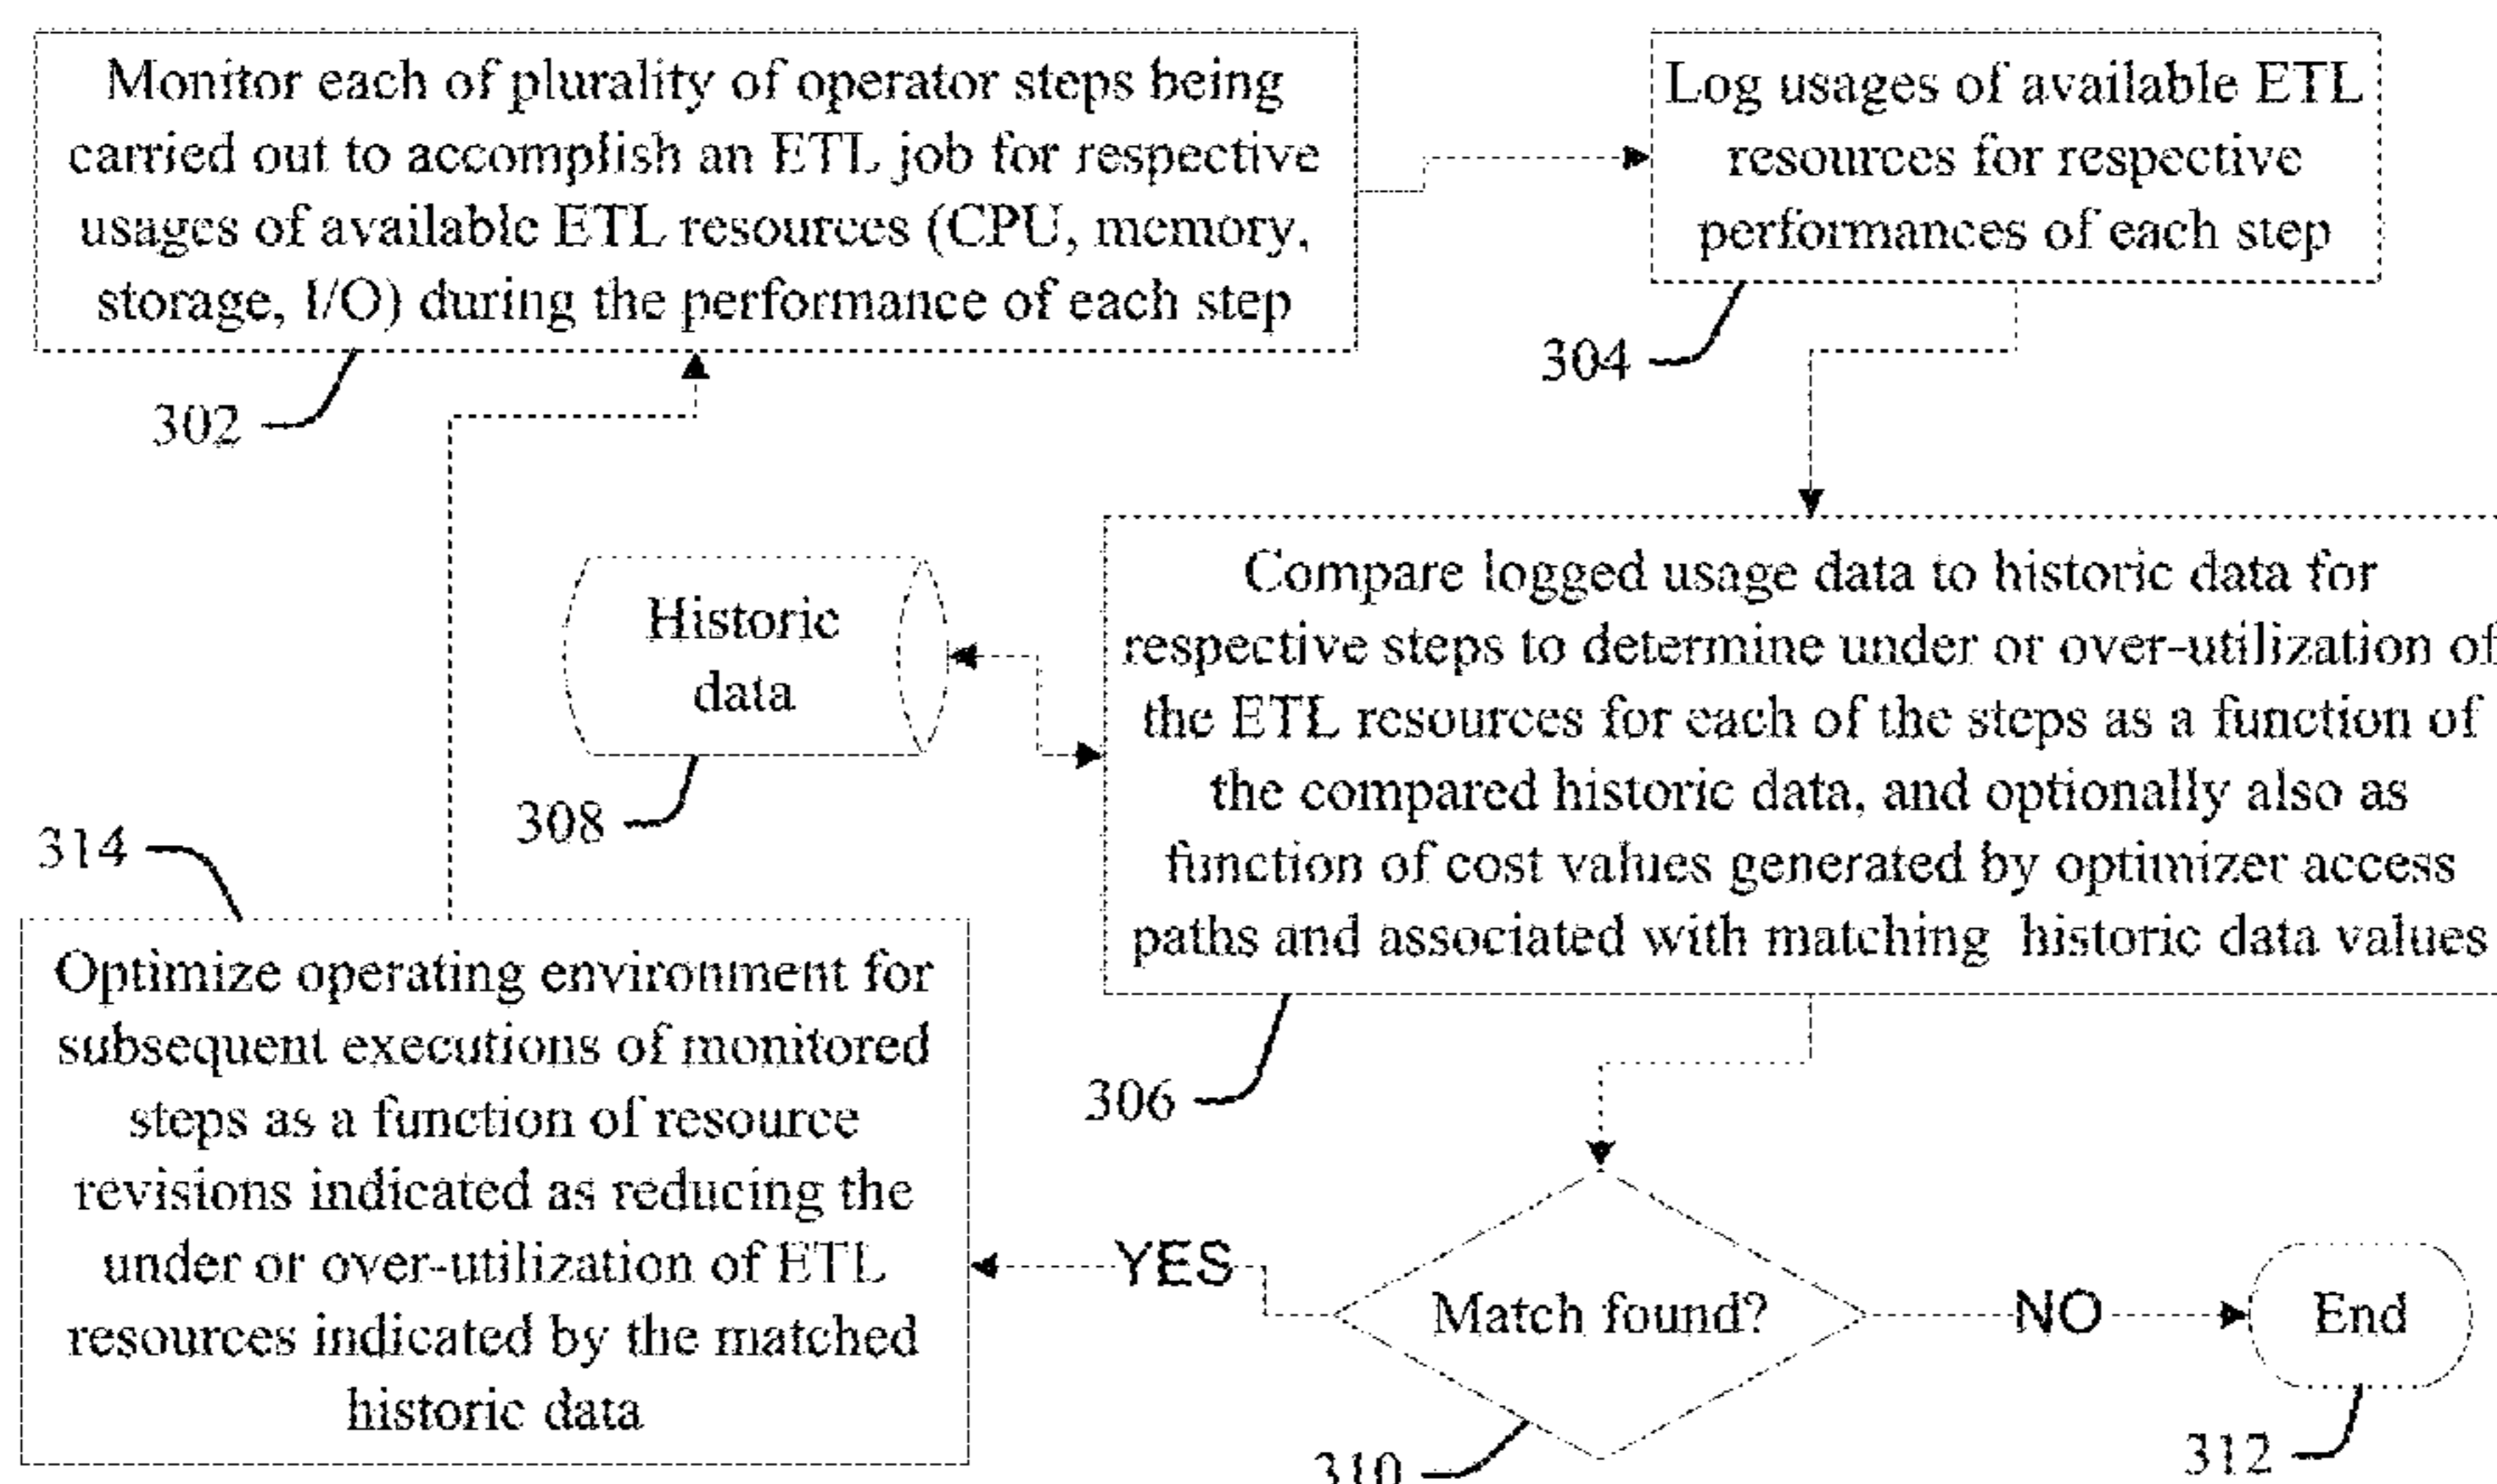 Monitor each of plurality of operator steps being
carried out to accomplish an ETL job for respective
usages of available ETL resources (CPU, memory,
storage, I/O) during the performance of each step
302
Log usages of available ETL
resources for respective
performances of each step
304
Compare logged usage data to historic data for
respective steps to determine under or over-utilization of
the ETL resources for each of the steps as a function of
the compared historic data, and optionally also as
function of cost values generated by optimizer access
paths and associated with matching historic data values
306
Historic
data
308
314
Optimize operating environment for
subsequent executions of monitored
steps as a function of resource
revisions indicated as reducing the
under or over-utilization of ETL
resources indicated by the matched
historic data
YES
Match found?
310
NO
End
312